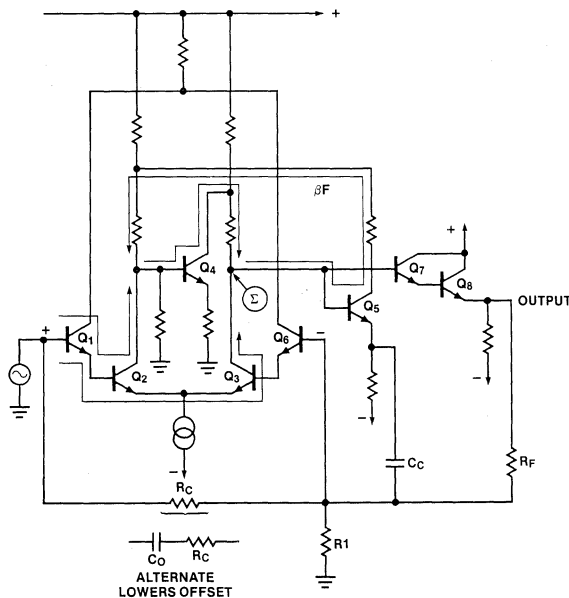 +
βF
Q4
+
Q7
Q8
Σ
Q5
OUTPUT
+
Q1
Q2
Q3
Q6
−
−
−
−
CC
RF
RC
R1
CO
RC
ALTERNATE
LOWERS OFFSET